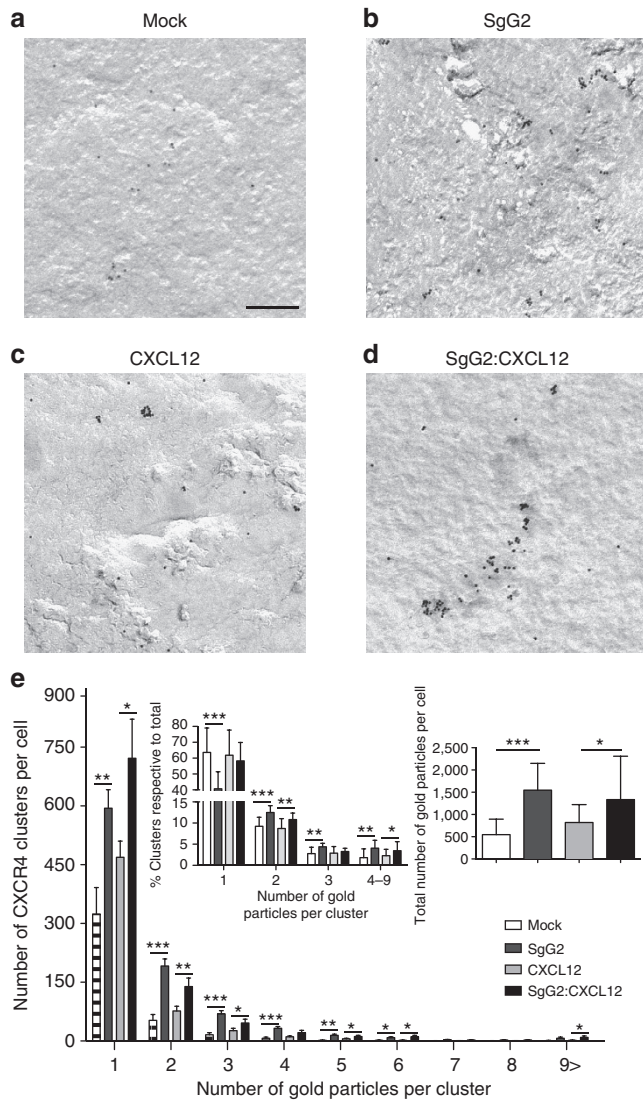 a
Mock
b
SgG2
c
CXCL12
d
SgG2:CXCL12
e
Number of CXCR4 clusters per cell
900
750
600
450
300
150
0
**
*
***
**
***
*
***
**
*
*
*
*
1
2
3
4
5
6
7
8
9>
Number of gold particles per cluster
% Clusters respective to total
80
70
60
50
40
30
15
10
5
0
***
***
**
**
**
*
1
2
3
4–9
Number of gold
particles per cluster
Total number of gold particles per cell
2,500
2,000
1,500
1,000
500
0
***
*
Mock
SgG2
CXCL12
SgG2:CXCL12